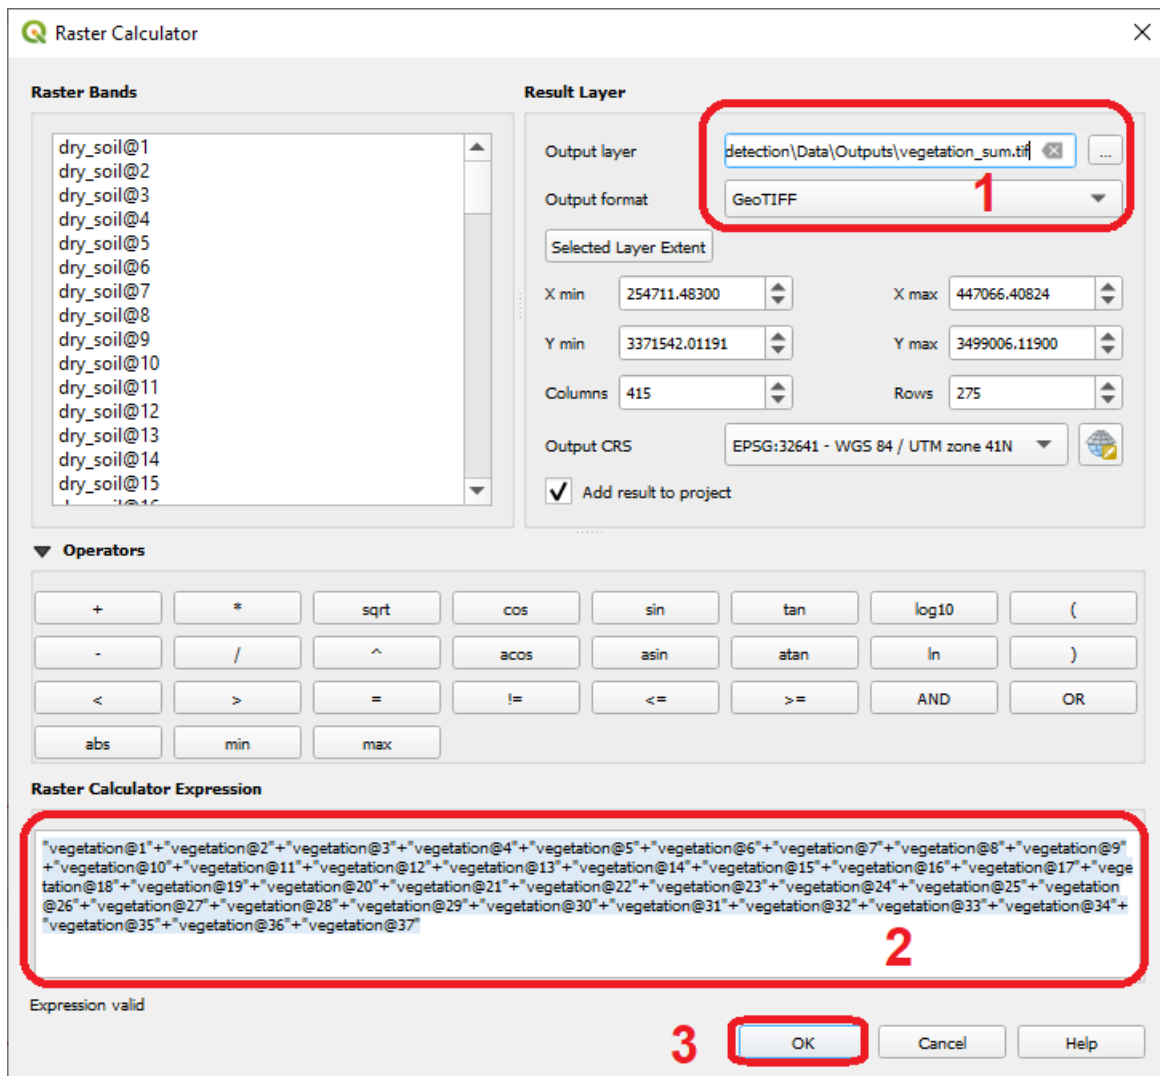 Raster Calculator
Raster Bands
dry_soil@1
dry_soil@2
dry_soil@3
dry_soil@4
dry_soil@5
dry_soil@6
dry_soil@7
dry_soil@8
dry_soil@9
dry_soil@10
dry_soil@11
dry_soil@12
dry_soil@13
dry_soil@14
dry_soil@15
Result Layer
Output layer detection\Data\Outputs\vegetation_sum.tif ...
1
Output format GeoTIFF
Selected Layer Extent
X min 254711.48300 X max 447066.40824
Y min 3371542.01191 Y max 3499006.11900
Columns 415 Rows 275
Output CRS EPSG:32641 - WGS 84 / UTM zone 41N
Add result to project
Operators
+ * sqrt cos sin tan log10 (
- / ^ acos asin atan ln )
< > = != <= >= AND OR
abs min max
Raster Calculator Expression
"vegetation@1"+"vegetation@2"+"vegetation@3"+"vegetation@4"+"vegetation@5"+"vegetation@6"+"vegetation@7"+"vegetation@8"+"vegetation@9"
+"vegetation@10"+"vegetation@11"+"vegetation@12"+"vegetation@13"+"vegetation@14"+"vegetation@15"+"vegetation@16"+"vegetation@17"+"vege
tation@18"+"vegetation@19"+"vegetation@20"+"vegetation@21"+"vegetation@22"+"vegetation@23"+"vegetation@24"+"vegetation@25"+"vegetation
@26"+"vegetation@27"+"vegetation@28"+"vegetation@29"+"vegetation@30"+"vegetation@31"+"vegetation@32"+"vegetation@33"+"vegetation@34"+
"vegetation@35"+"vegetation@36"+"vegetation@37"
2
Expression valid
3 OK Cancel Help